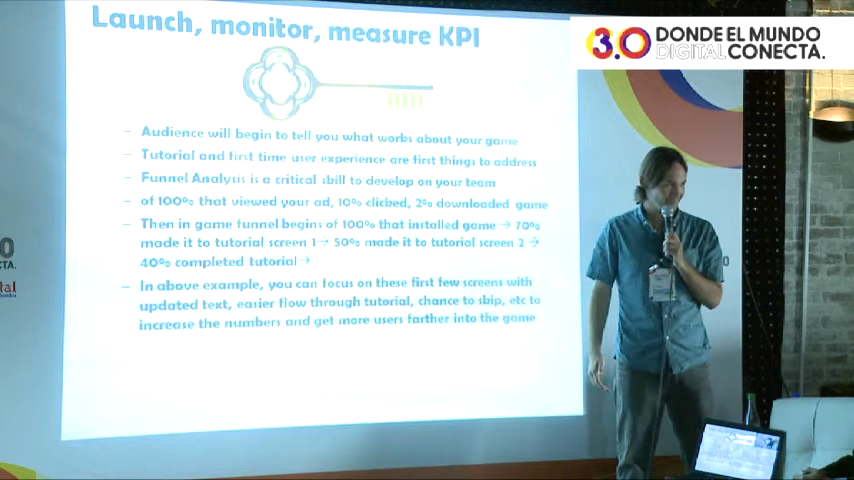 Launch, monitor, measure KPI
3.0 DONDE EL MUNDO
DIGITAL CONECTA.
– Audience will begin to tell you what works about your game
– Tutorial and first time user experience are first things to address
– Funnel Analysis is a critical skill to develop on your team
– of 100% that viewed your ad, 10% clicked, 2% downloaded game
– Then in game funnel begins of 100% that installed game → 70%
made it to tutorial screen 1 → 50% made it to tutorial screen 2 →
40% completed tutorial →
– In above example, you can focus on these first few screens with
updated text, easier flow through tutorial, chance to skip, etc to
increase the numbers and get more users farther into the game